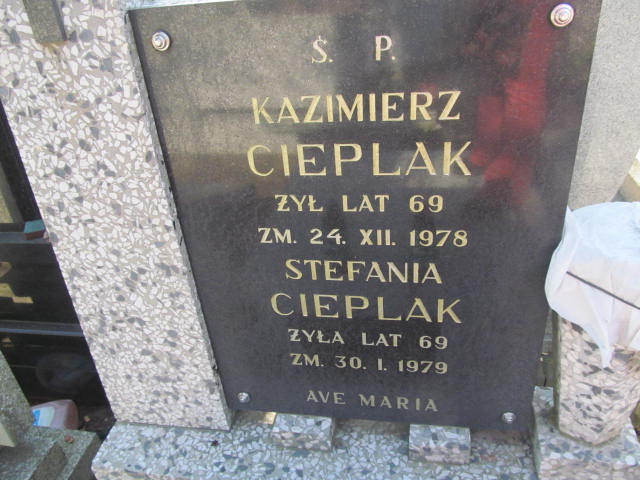 Ś. P.
KAZIMIERZ
CIEPLAK
ŻYŁ LAT 69
ZM. 24. XII. 1978
STEFANIA
CIEPLAK
ŻYŁA LAT 69
ZM. 30. I. 1979
AVE MARIA